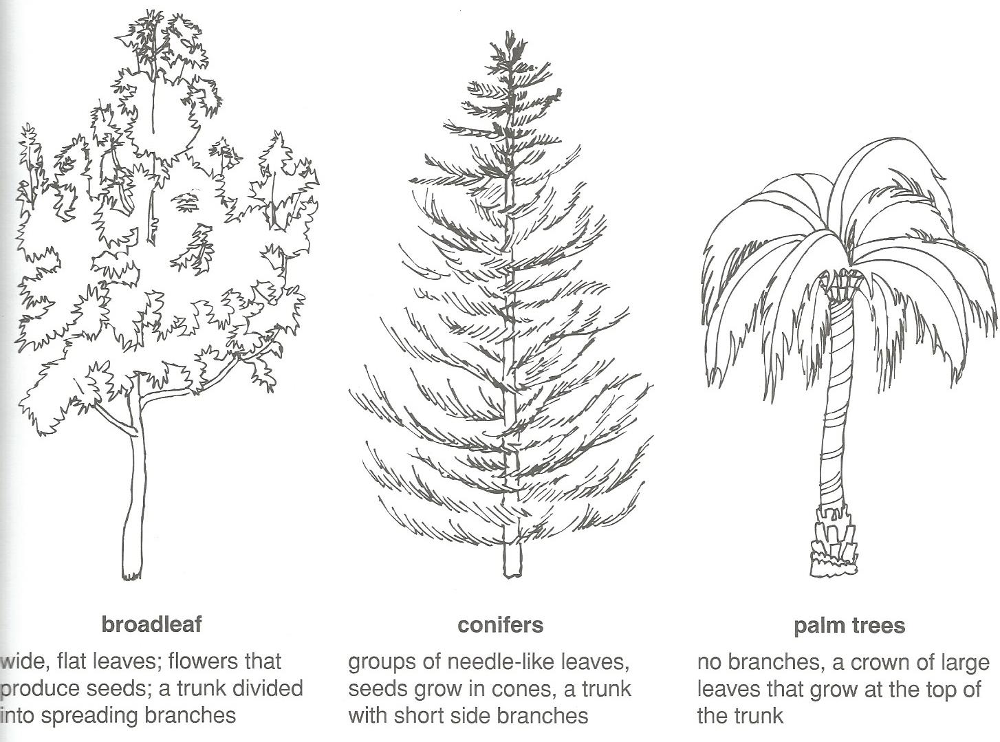 broadleaf
wide, flat leaves; flowers that
produce seeds; a trunk divided
into spreading branches
conifers
groups of needle-like leaves,
seeds grow in cones, a trunk
with short side branches
palm trees
no branches, a crown of large
leaves that grow at the top of
the trunk